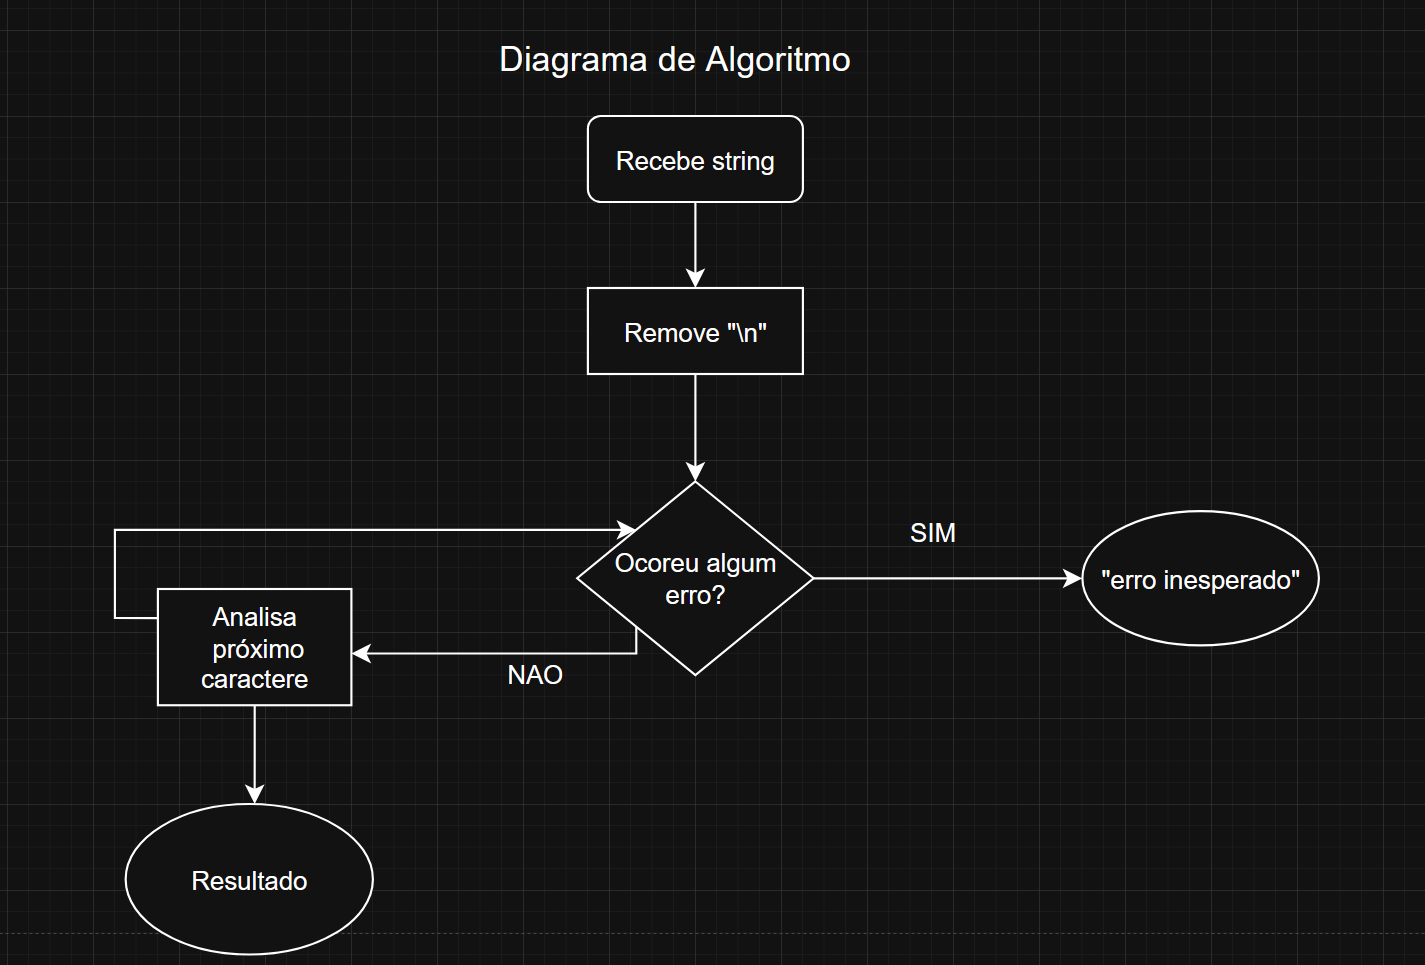 Diagrama de Algoritmo
Recebe string
Remove "\n"
Ocoreu algum
erro?
SIM
"erro inesperado"
NAO
Analisa
próximo
caractere
Resultado